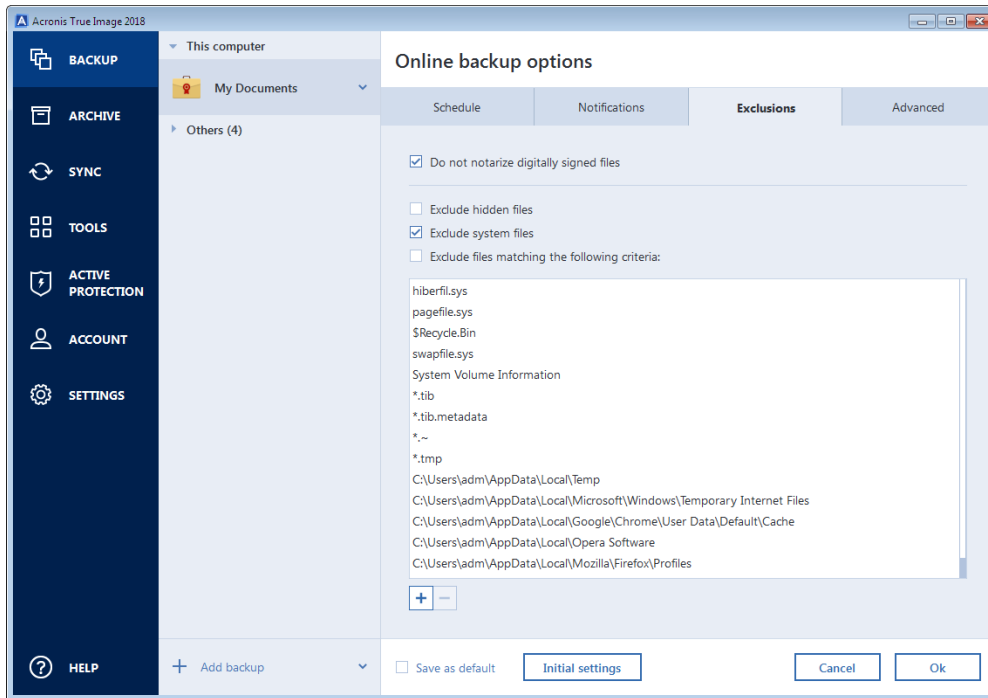 Acronis True Image 2018
BACKUP
ARCHIVE
SYNC
TOOLS
ACTIVE
PROTECTION
ACCOUNT
SETTINGS
HELP
This computer
My Documents
Others (4)
Add backup
Online backup options
Schedule
Notifications
Exclusions
Advanced
Do not notarize digitally signed files
Exclude hidden files
Exclude system files
Exclude files matching the following criteria:
hiberfil.sys
pagefile.sys
$Recycle.Bin
swapfile.sys
System Volume Information
*.tib
*.tib.metadata
*.~
*.tmp
C:\Users\adm\AppData\Local\Temp
C:\Users\adm\AppData\Local\Microsoft\Windows\Temporary Internet Files
C:\Users\adm\AppData\Local\Google\Chrome\User Data\Default\Cache
C:\Users\adm\AppData\Local\Opera Software
C:\Users\adm\AppData\Local\Mozilla\Firefox\Profiles
Save as default
Initial settings
Cancel
Ok